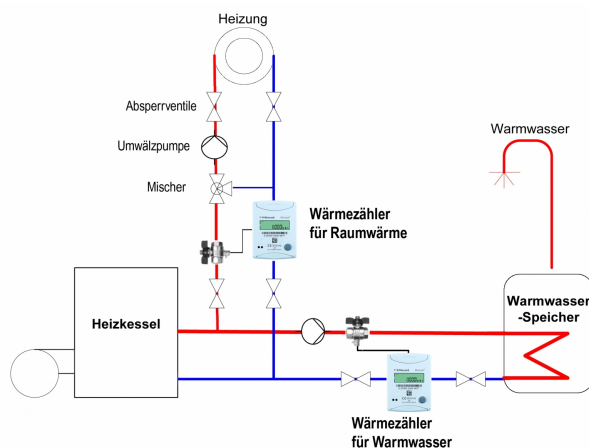 Heizung
Absperrventile
Warmwasser
Umwälzpumpe
Mischer
Wärmezähler
für Raumwärme
Heizkessel
Warmwasser
-Speicher
Wärmezähler
für Warmwasser